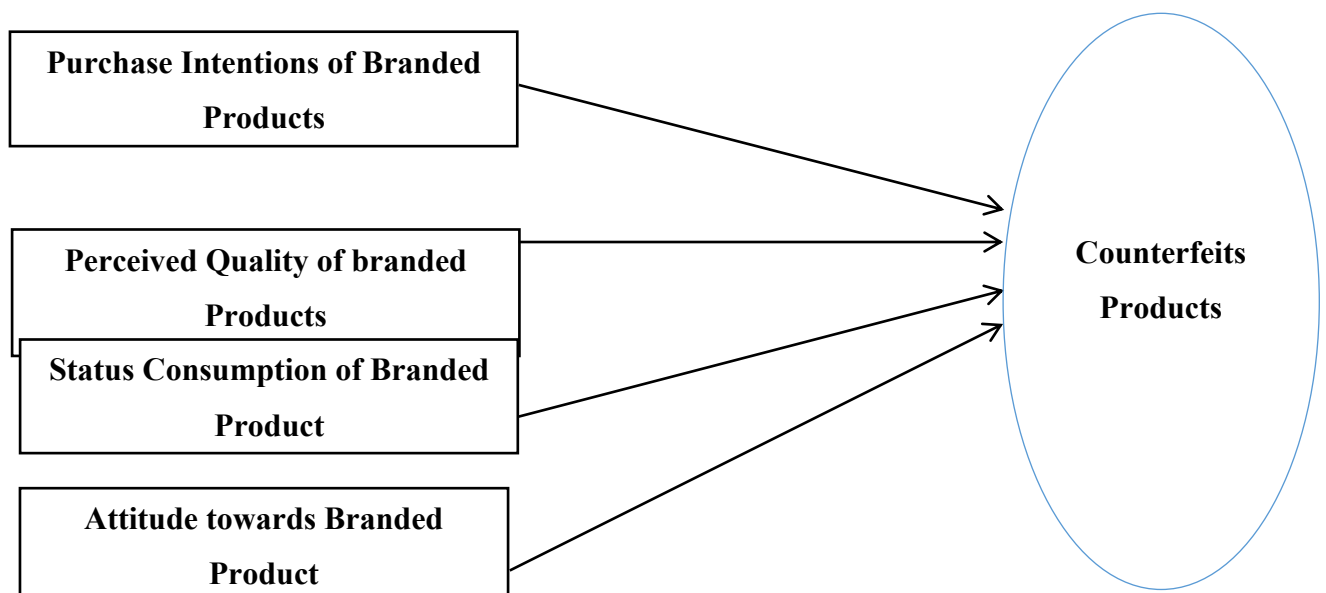 Purchase Intentions of Branded
Products
Perceived Quality of branded
Products
Status Consumption of Branded
Product
Attitude towards Branded
Product
Counterfeits
Products